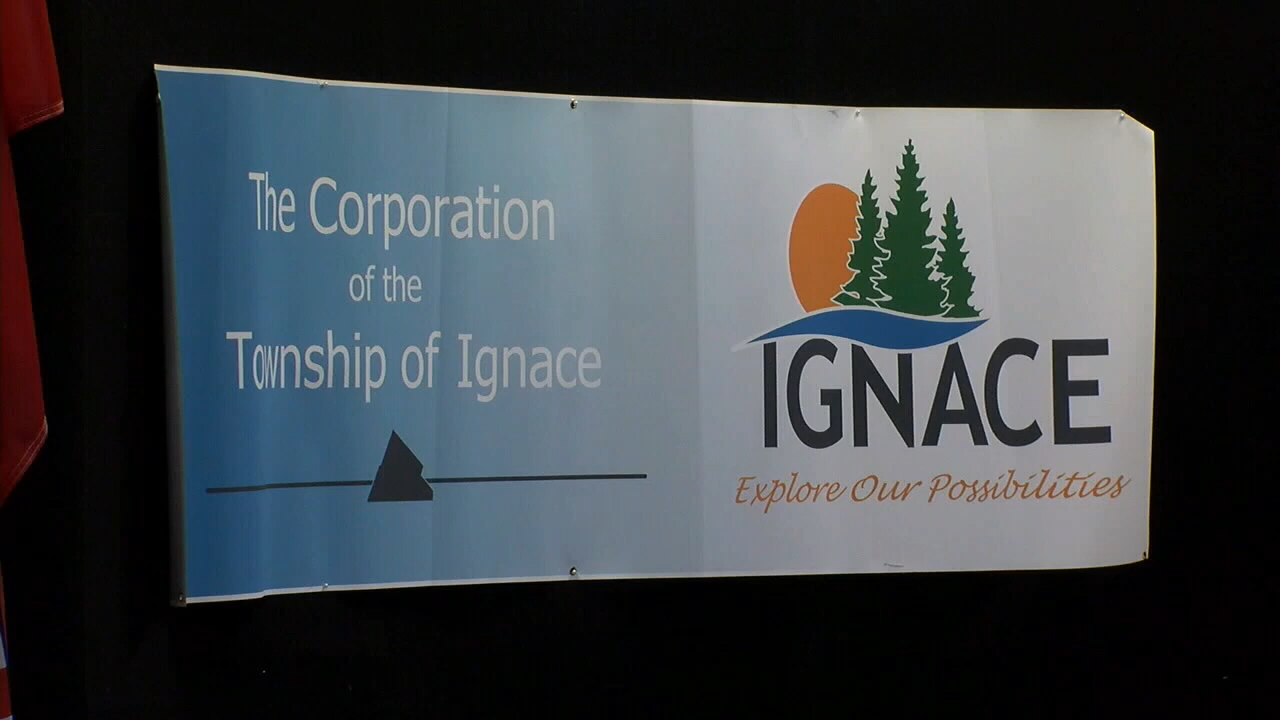 The Corporation
of the
Township of Ignace
IGNACE
Explore Our Possibilities